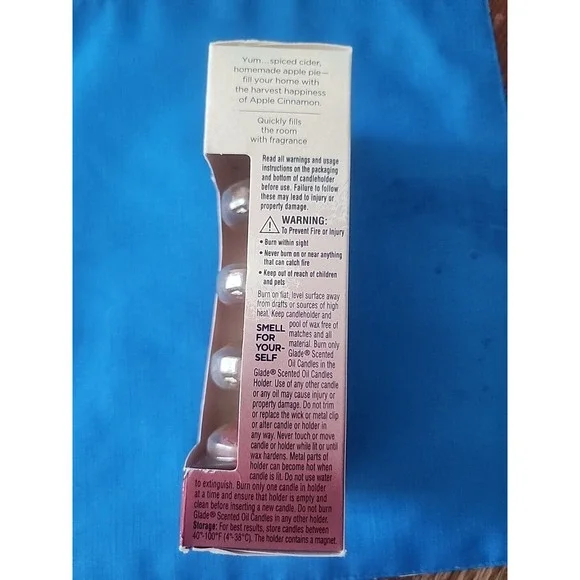 Yum...spiced cider,
homemade apple pie—
fill your home with
the harvest happiness
of Apple Cinnamon.
Quickly fills
the room
with fragrance
Read all warnings and usage
instructions on the packaging
and bottom of candleholder
before use. Failure to follow
these may lead to injury or
property damage.
WARNING:
To Prevent Fire or Injury
• Burn within sight
• Never burn on or near anything
that can catch fire
• Keep out of reach of children
and pets
Burn on flat, level surface away
from drafts or sources of high
heat. Keep candleholder and
pool of wax free of
matches and all
material. Burn only
Glade® Scented
Oil Candles in the
SMELL
FOR
YOUR-
SELF
Glade® Scented Oil Candles
Holder. Use of any other candle
or any oil may cause injury or
property damage. Do not trim
or replace the wick or metal clip
or alter candle or holder in
any way. Never touch or move
candle or holder while lit or until
wax hardens. Metal parts of
holder can become hot when
candle is lit. Do not use water
to extinguish. Burn only one candle in holder
at a time and ensure that holder is empty and
clean before inserting a new candle. Do not burn
Glade® Scented Oil Candles in any other holder.
Storage: For best results, store candles between
40°-100°F (4°-38°C). The holder contains a magnet.